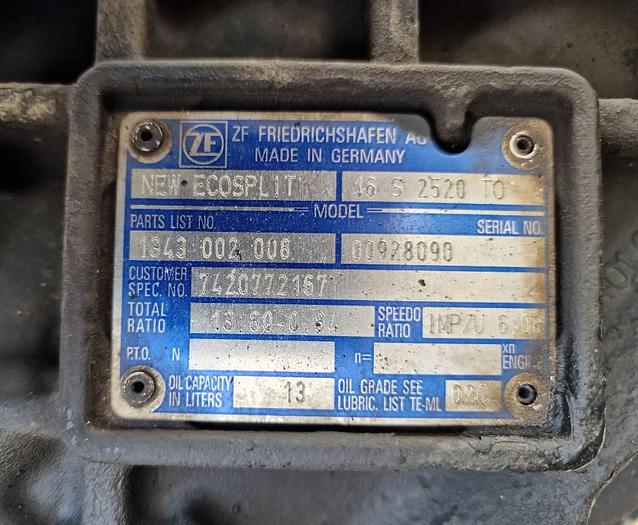 ZF ZF FRIEDRICHSHAFEN AG
MADE IN GERMANY
NEW ECOSPLIT 16 S 2520 TO
MODEL
PARTS LIST NO. SERIAL NO.
1343 002 008 00928090
CUSTOMER SPEC. NO. 7420772167
TOTAL RATIO 13.80-0.84 SPEEDO RATIO IMPZU 6.00
P.T.O. N n= xn ENGINE
OIL CAPACITY IN LITERS 13 OIL GRADE SEE LUBRIC. LIST TE-ML 02C